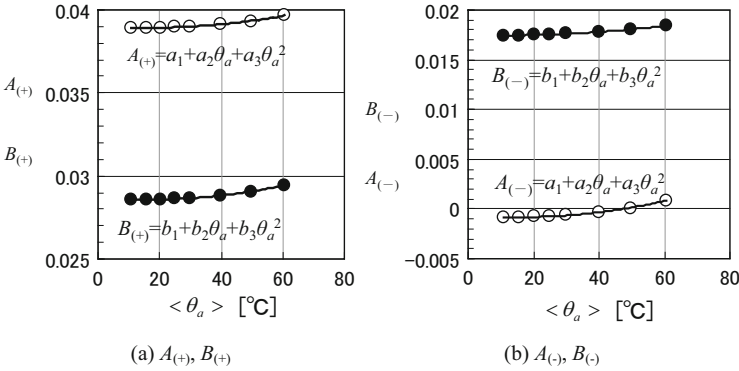 0.04
A(+)=a₁+a₂θₐ+a₃θₐ²
A(+)
0.035
B(+)
0.03
B(+)=b₁+b₂θₐ+b₃θₐ²
0.025
0 20 40 60 80
< θₐ > [℃]
(a) A(+), B(+)
0.02
0.015
B(−)=b₁+b₂θₐ+b₃θₐ²
B(−)
0.01
0.005
A(−)
A(−)=a₁+a₂θₐ+a₃θₐ²
0
−0.005
0 20 40 60 80
< θₐ > [℃]
(b) A(-), B(-)